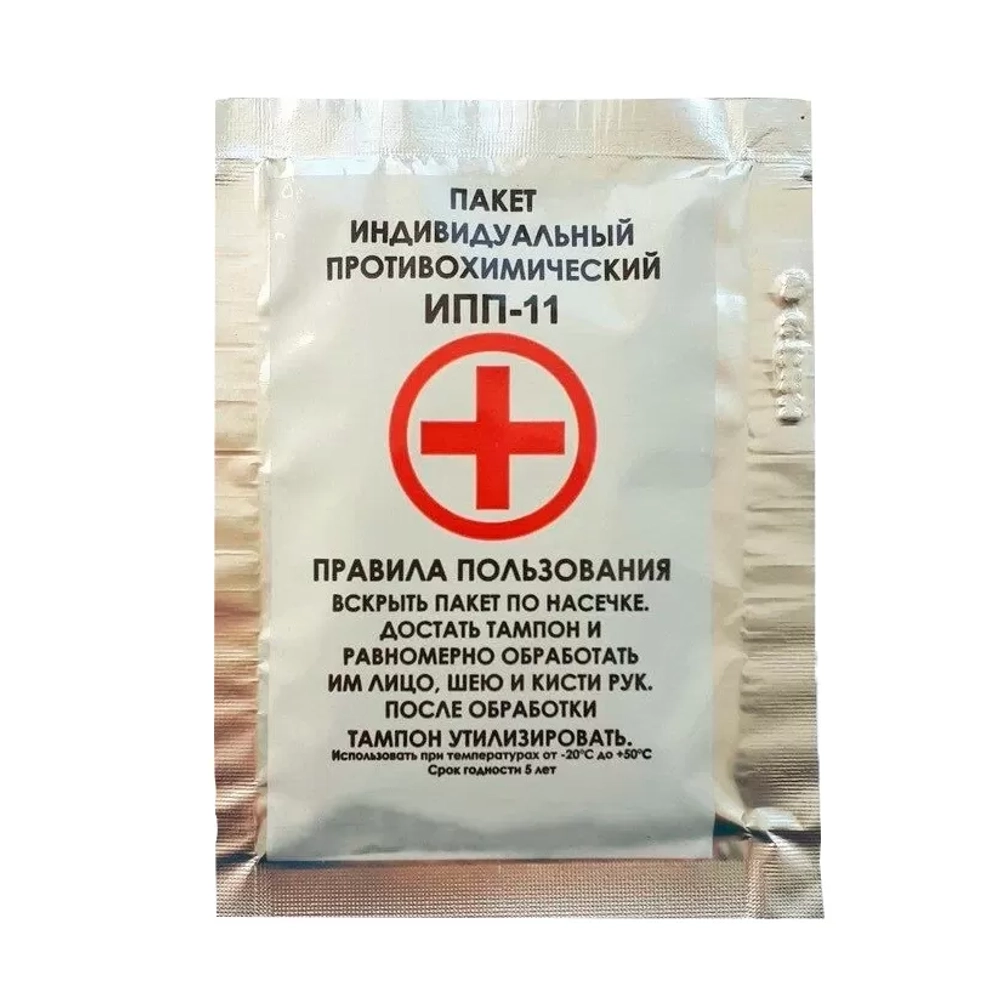 ПАКЕТ
ИНДИВИДУАЛЬНЫЙ
ПРОТИВОХИМИЧЕСКИЙ
ИПП-11
ПРАВИЛА ПОЛЬЗОВАНИЯ
ВСКРЫТЬ ПАКЕТ ПО НАСЕЧКЕ.
ДОСТАТЬ ТАМПОН И
РАВНОМЕРНО ОБРАБОТАТЬ
ИМ ЛИЦО, ШЕЮ И КИСТИ РУК.
ПОСЛЕ ОБРАБОТКИ
ТАМПОН УТИЛИЗИРОВАТЬ.
Использовать при температурах от -20°С до +50°С
Срок годности 5 лет